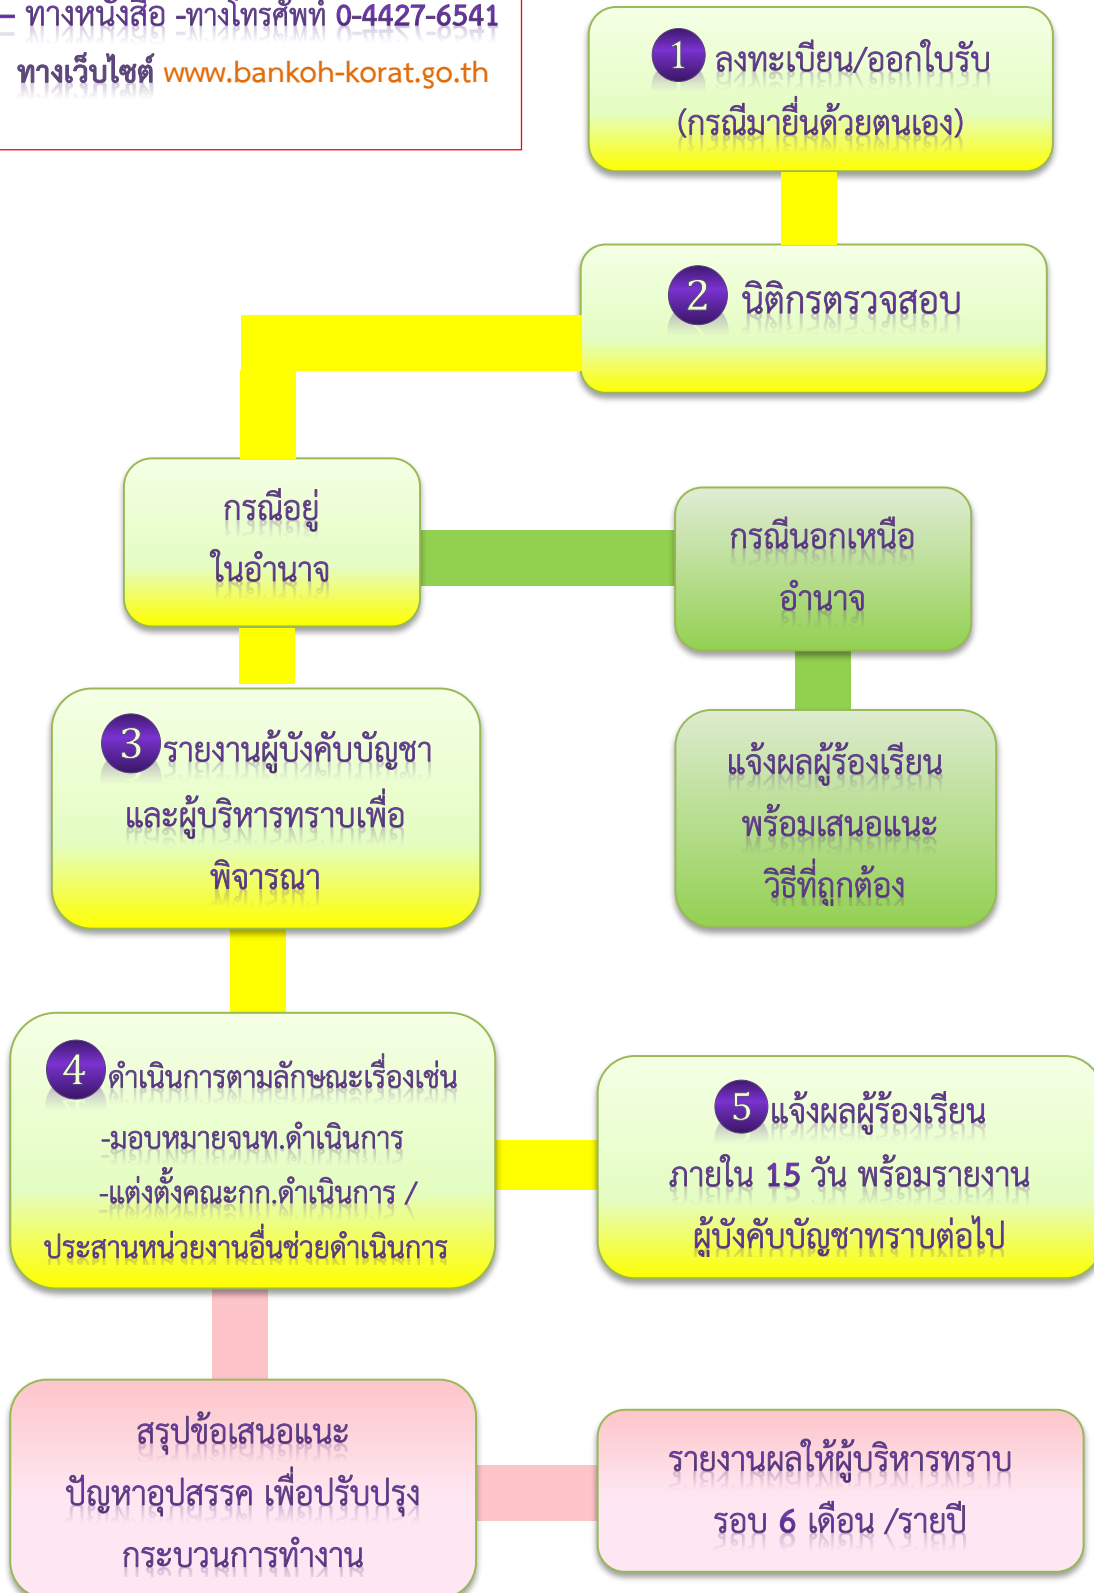 – ทางหนังสือ -ทางโทรศัพท์ 0-4427-6541
ทางเว็บไซต์ www.bankoh-korat.go.th
1 ลงทะเบียน/ออกใบรับ
(กรณีมายื่นด้วยตนเอง)
2 นิติกรตรวจสอบ
กรณีอยู่
ในอำนาจ
กรณีนอกเหนือ
อำนาจ
3 รายงานผู้บังคับบัญชา
และผู้บริหารทราบเพื่อ
พิจารณา
แจ้งผลผู้ร้องเรียน
พร้อมเสนอแนะ
วิธีที่ถูกต้อง
4 ดำเนินการตามลักษณะเรื่องเช่น
-มอบหมายจนท.ดำเนินการ
-แต่งตั้งคณะกก.ดำเนินการ /
ประสานหน่วยงานอื่นช่วยดำเนินการ
5 แจ้งผลผู้ร้องเรียน
ภายใน 15 วัน พร้อมรายงาน
ผู้บังคับบัญชาทราบต่อไป
สรุปข้อเสนอแนะ
ปัญหาอุปสรรค เพื่อปรับปรุง
กระบวนการทำงาน
รายงานผลให้ผู้บริหารทราบ
รอบ 6 เดือน /รายปี